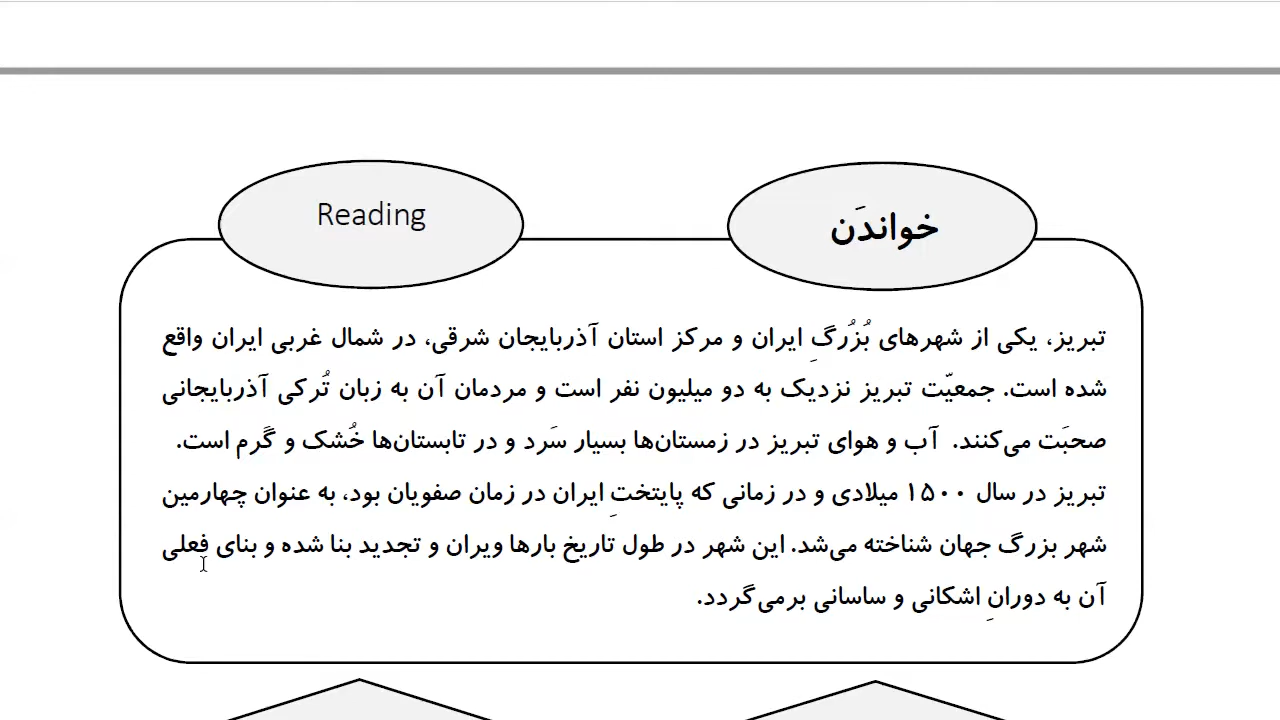 Reading
خواندَن
تبریز، یکی از شهرهای بُزُرگِ ایران و مرکز استان آذربایجان شرقی، در شمال غربی ایران واقع
شده است. جمعیّت تبریز نزدیک به دو میلیون نفر است و مردمان آن به زبان تُرکی آذربایجانی
صحبَت می‌کنند. آب و هوای تبریز در زمستان‌ها بسیار سَرد و در تابستان‌ها خُشک و گَرم است.
تبریز در سال ۱۵۰۰ میلادی و در زمانی که پایتختِ ایران در زمان صفویان بود، به عنوان چهارمین
شهر بزرگ جهان شناخته می‌شد. این شهر در طول تاریخ بارها ویران و تجدید بنا شده و بنای فعلی
آن به دورانِ اشکانی و ساسانی برمی‌گردد.